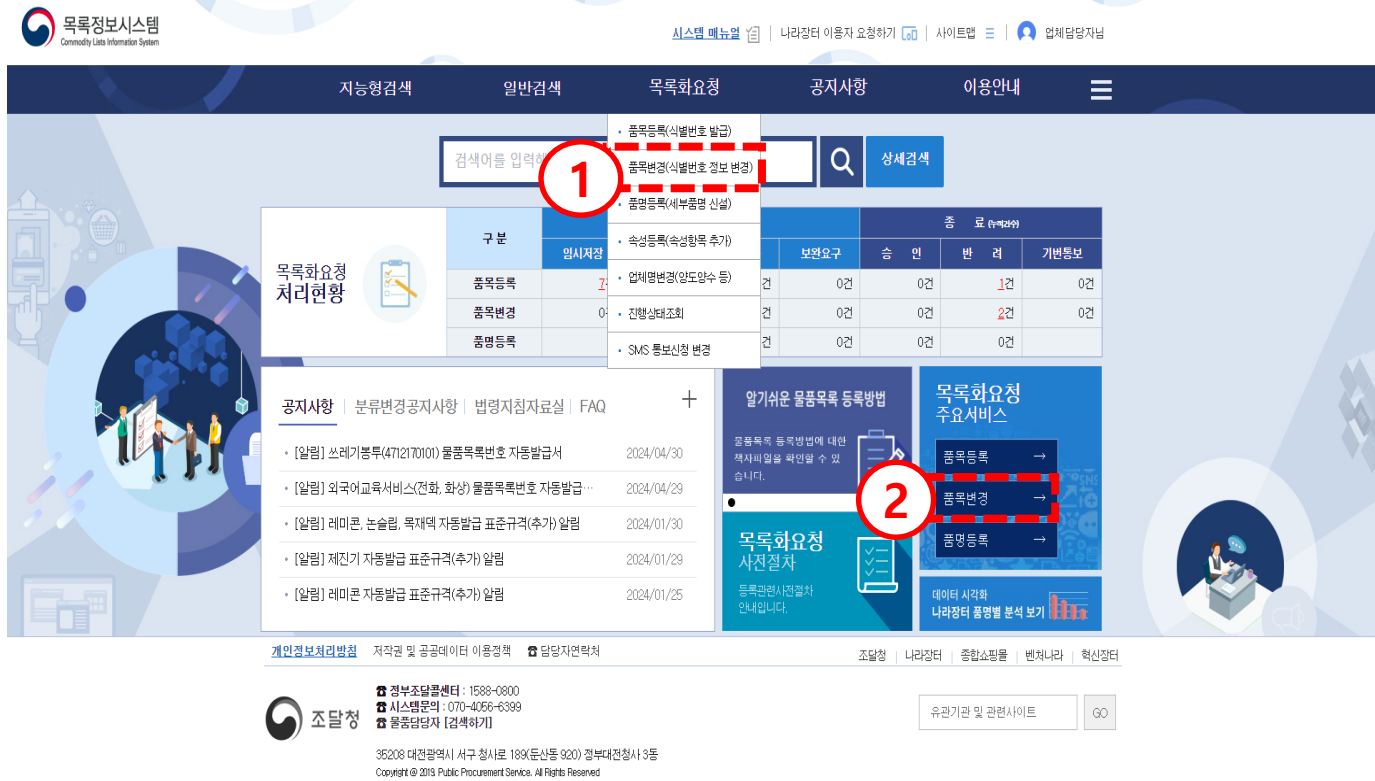 목록정보시스템
Commodity Lists Information System
시스템 매뉴얼 | 나라장터 이용자 요청하기 | 사이트맵 | 업체담당자님
지능형검색 일반검색 목록화요청 공지사항 이용안내
검색어를 입력해
상세검색
1
• 품목등록(식별번호 발급)
• 품목변경(식별번호 정보 변경)
• 품명등록(세부품명 신설)
• 속성등록(속성항목 추가)
• 업체명변경(양도양수 등)
• 진행상태조회
• SMS 통보신청 변경
목록화요청
처리현황
구분 종 료 (누적건수)
임시저장 보완요구 승 인 반 려 기번통보
품목등록 7 건 0건 0건 1건 0건
품목변경 0 건 0건 0건 2건 0건
품명등록 건 0건 0건 0건
공지사항 | 분류변경공지사항 | 법령지침자료실 | FAQ +
• [알림] 쓰레기봉투(4712170101) 물품목록번호 자동발급서 2024/04/30
• [알림] 외국어교육서비스(전화, 화상) 물품목록번호 자동발급… 2024/04/29
• [알림] 레미콘, 논슬립, 목재덱 자동발급 표준규격(추가) 알림 2024/01/30
• [알림] 제진기 자동발급 표준규격(추가) 알림 2024/01/29
• [알림] 레미콘 자동발급 표준규격(추가) 알림 2024/01/25
알기쉬운 물품목록 등록방법
물품목록 등록방법에 대한
책자파일을 확인할 수 있
습니다.
목록화요청
사전절차
등록관련사전절차
안내입니다.
목록화요청
주요서비스
품목등록 →
2
품목변경 →
품명등록 →
SNS
데이터 시각화
나라장터 품명별 분석 보기
개인정보처리방침 저작권 및 공공데이터 이용정책 ☎ 담당자연락처
조달청 | 나라장터 | 종합쇼핑몰 | 벤처나라 | 혁신장터
조달청
☎ 정부조달콜센터 : 1588-0800
☎ 시스템문의 : 070-4056-6399
☎ 물품담당자 [검색하기]
유관기관 및 관련사이트 GO
35208 대전광역시 서구 청사로 189(둔산동 920) 정부대전청사 3동
Copyright @ 2019. Public Procurement Service. All Rights Reserved